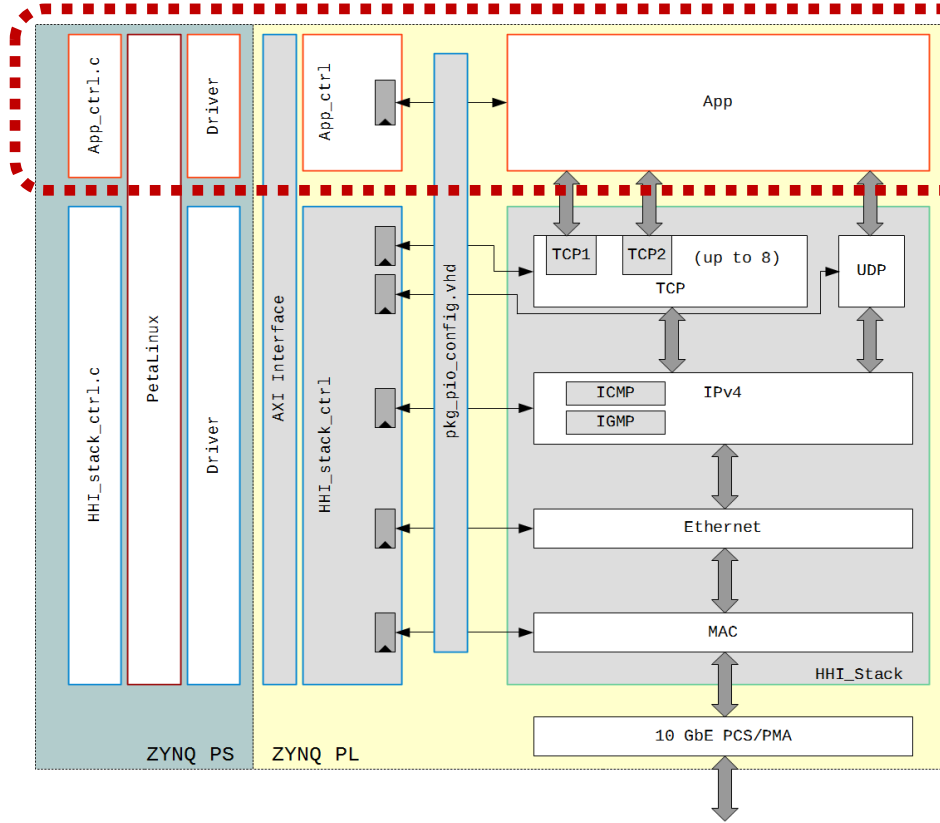 App_ctrl.c
Driver
App_ctrl
App
PetaLinux
AXI Interface
pkg_pio_config.vhd
HHI_stack_ctrl.c
Driver
HHI_stack_ctrl
TCP1
TCP2
(up to 8)
TCP
UDP
ICMP
IPv4
IGMP
Ethernet
MAC
HHI_Stack
10 GbE PCS/PMA
ZYNQ PS
ZYNQ PL